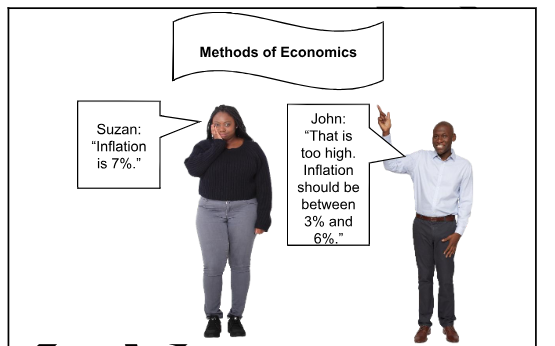 Methods of Economics
Suzan:
“Inflation
is 7%.”
John:
“That is
too high.
Inflation
should be
between
3% and
6%.”